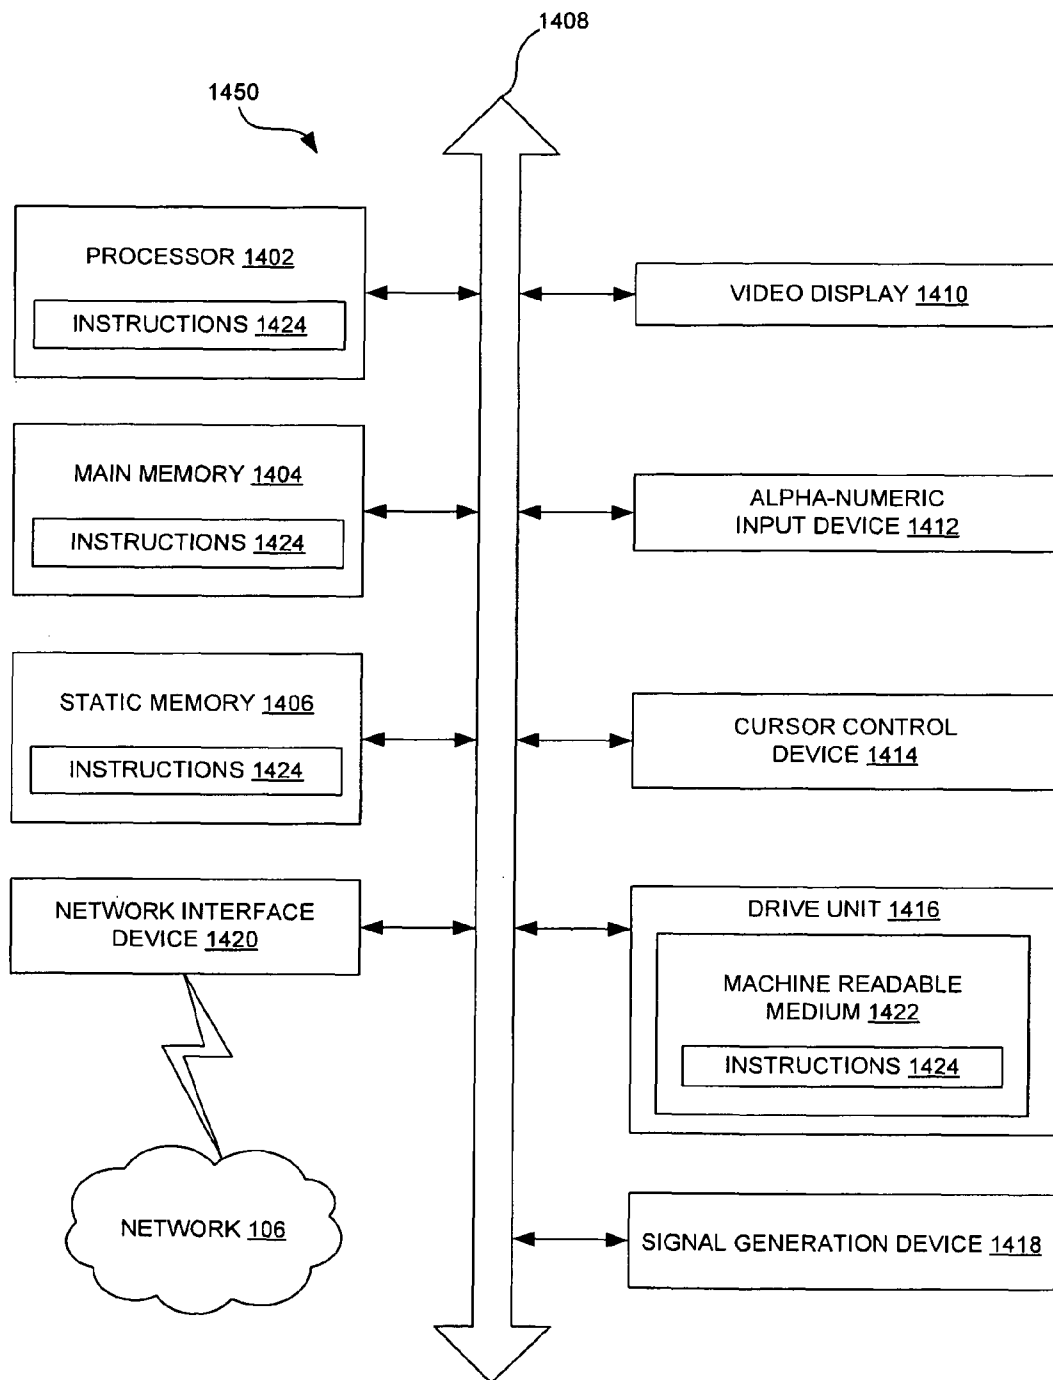 1408
1450
PROCESSOR 1402
INSTRUCTIONS 1424
MAIN MEMORY 1404
INSTRUCTIONS 1424
STATIC MEMORY 1406
INSTRUCTIONS 1424
NETWORK INTERFACE
DEVICE 1420
NETWORK 106
VIDEO DISPLAY 1410
ALPHA-NUMERIC
INPUT DEVICE 1412
CURSOR CONTROL
DEVICE 1414
DRIVE UNIT 1416
MACHINE READABLE
MEDIUM 1422
INSTRUCTIONS 1424
SIGNAL GENERATION DEVICE 1418